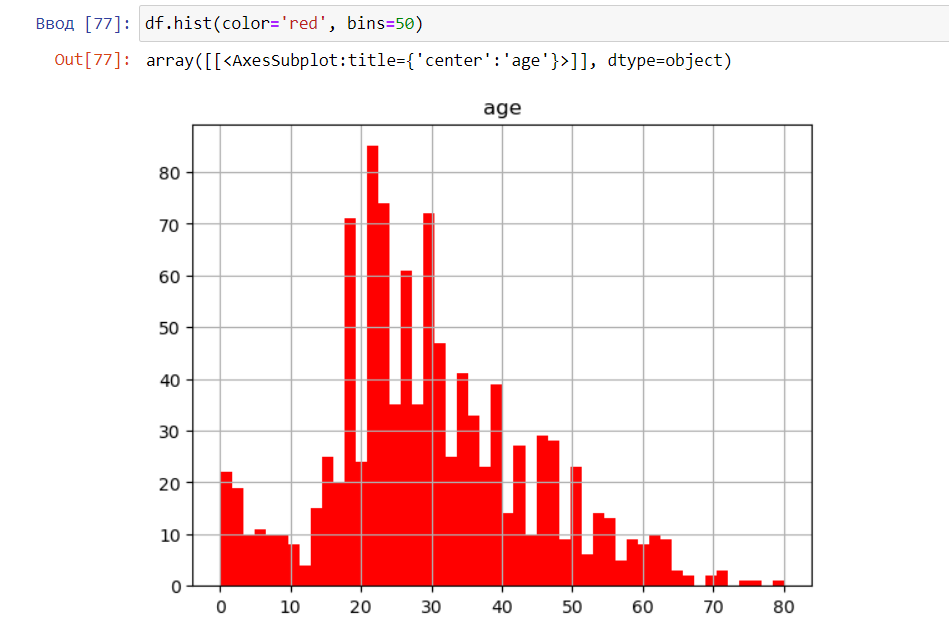 Ввод [77]: df.hist(color='red', bins=50)
Out[77]: array([[<AxesSubplot:title={'center':'age'}>]], dtype=object)
age
80
70
60
50
40
30
20
10
0
0 10 20 30 40 50 60 70 80